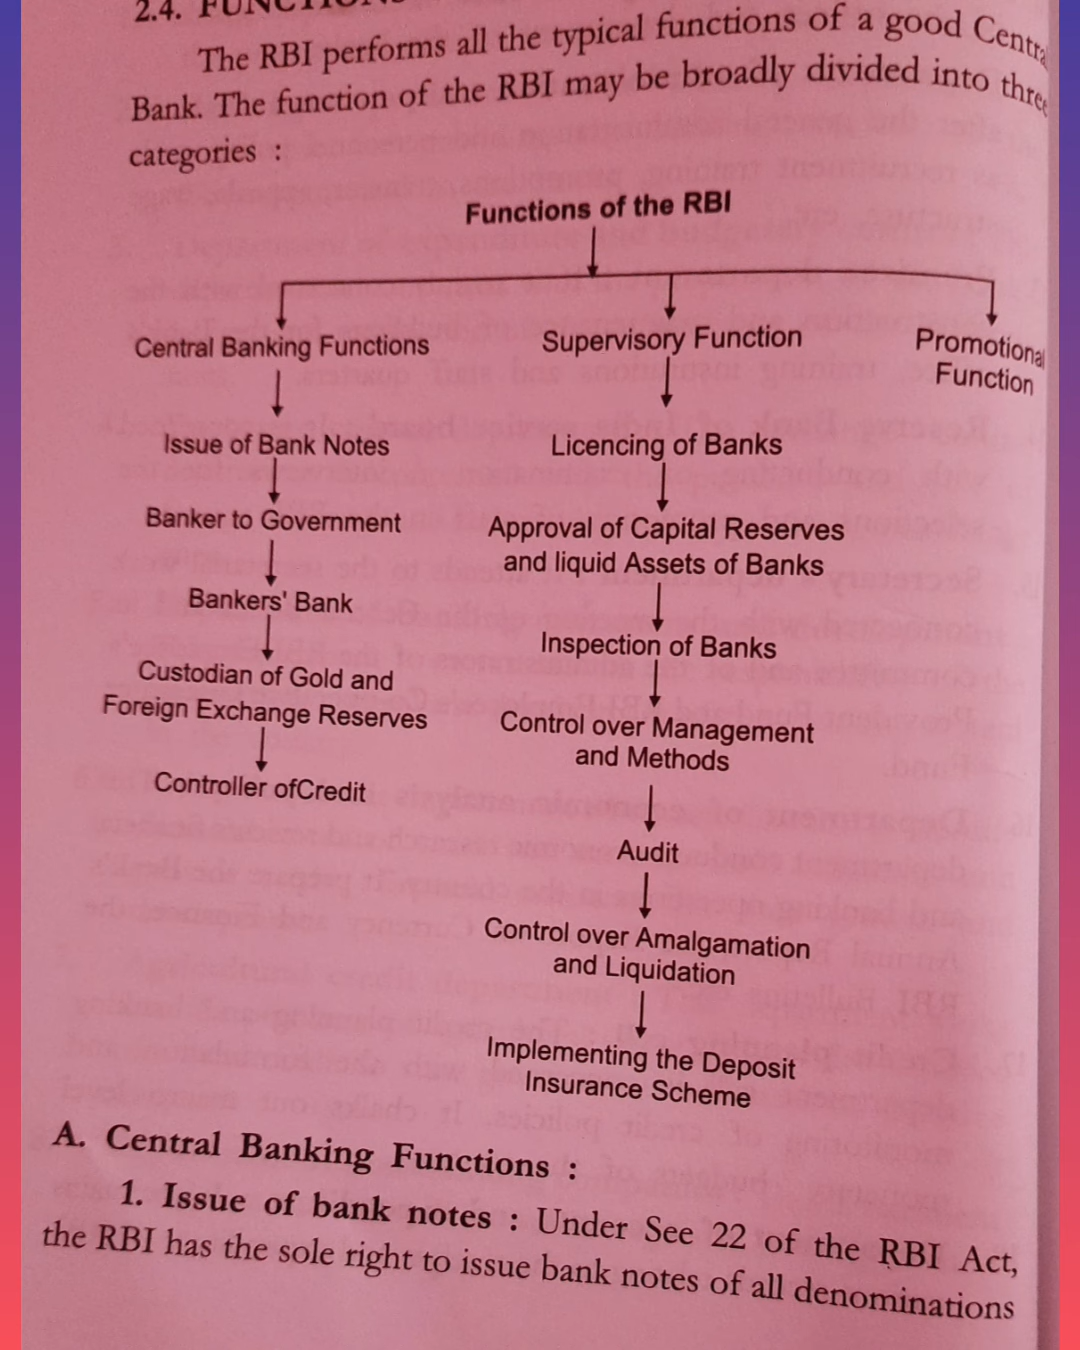 2.4. FUNCTIONS
The RBI performs all the typical functions of a good Central
Bank. The function of the RBI may be broadly divided into three
categories :
Functions of the RBI
Central Banking Functions
Issue of Bank Notes
Banker to Government
Bankers' Bank
Custodian of Gold and
Foreign Exchange Reserves
Controller ofCredit
Supervisory Function
Licencing of Banks
Approval of Capital Reserves
and liquid Assets of Banks
Inspection of Banks
Control over Management
and Methods
Audit
Control over Amalgamation
and Liquidation
Implementing the Deposit
Insurance Scheme
Promotional
Function
A. Central Banking Functions :
1. Issue of bank notes : Under See 22 of the RBI Act,
the RBI has the sole right to issue bank notes of all denominations